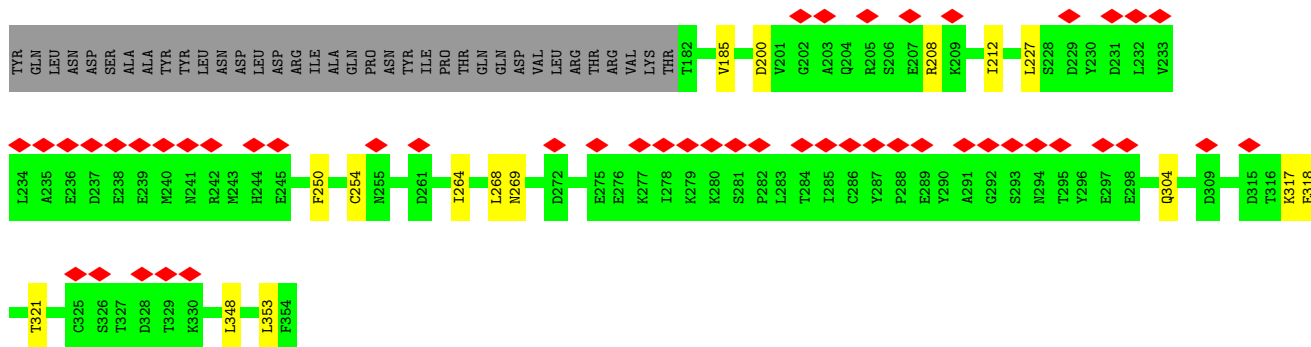 TYR GLN LEU ASN ASP SER ALA ALA TYR TYR LEU ASN ASP LEU ASP ARG ILE ALA GLN PRO ASN TYR ILE PRO THR GLN GLN ASP VAL LEU ARG THR ARG VAL LYS THR T182 V185 D200 V201 G202 A203 Q204 R205 S206 E207 R208 K209 I212 L227 S228 D229 Y230 D231 L232 V233
L234 A235 E236 D237 E238 E239 M240 N241 R242 M243 H244 E245 F250 C254 N255 D261 I264 L268 N269 D272 E275 E276 K277 I278 K279 K280 S281 P282 L283 T284 I285 C286 Y287 P288 E289 Y290 A291 G292 S293 N294 T295 Y296 E297 E298 Q304 D309 D315 T316 K317 E318
T321 C325 S326 T327 D328 T329 K330 L348 L353 F354